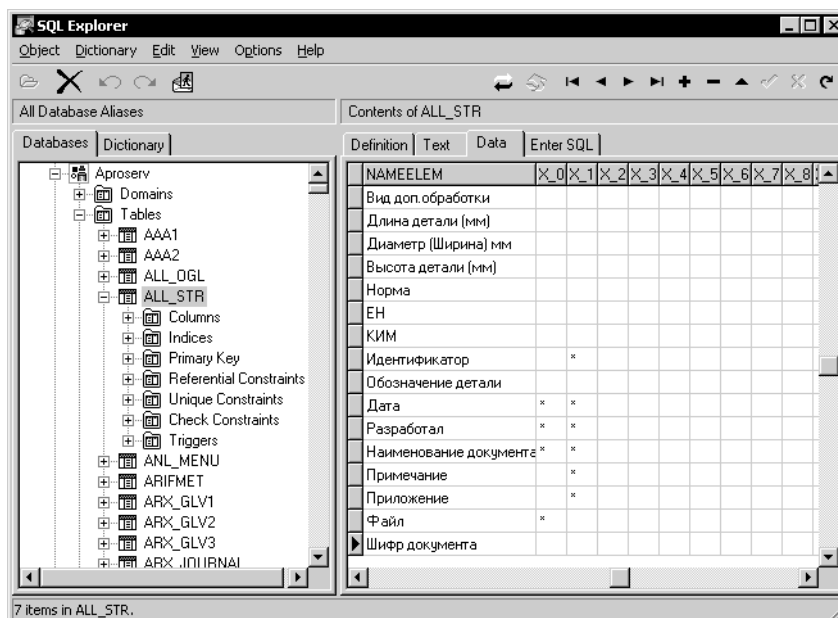 SQL Explorer
Object Dictionary Edit View Options Help
All Database Aliases
Contents of ALL_STR
Databases Dictionary
Definition Text Data Enter SQL
Aproserv
Domains
Tables
AAA1
AAA2
ALL_OGL
ALL_STR
Columns
Indices
Primary Key
Referential Constraints
Unique Constraints
Check Constraints
Triggers
ANL_MENU
ARIFMET
ARX_GLV1
ARX_GLV2
ARX_GLV3
ARX_JOURNAL
NAMEELEM X_0 X_1 X_2 X_3 X_4 X_5 X_6 X_7 X_8
Вид доп.обработки
Длина детали (мм)
Диаметр (Ширина) мм
Высота детали (мм)
Норма
ЕН
КИМ
Идентификатор *
Обозначение детали
Дата * *
Разработал * *
Наименование документа * *
Примечание *
Приложение *
Файл *
Шифр документа
7 items in ALL_STR.